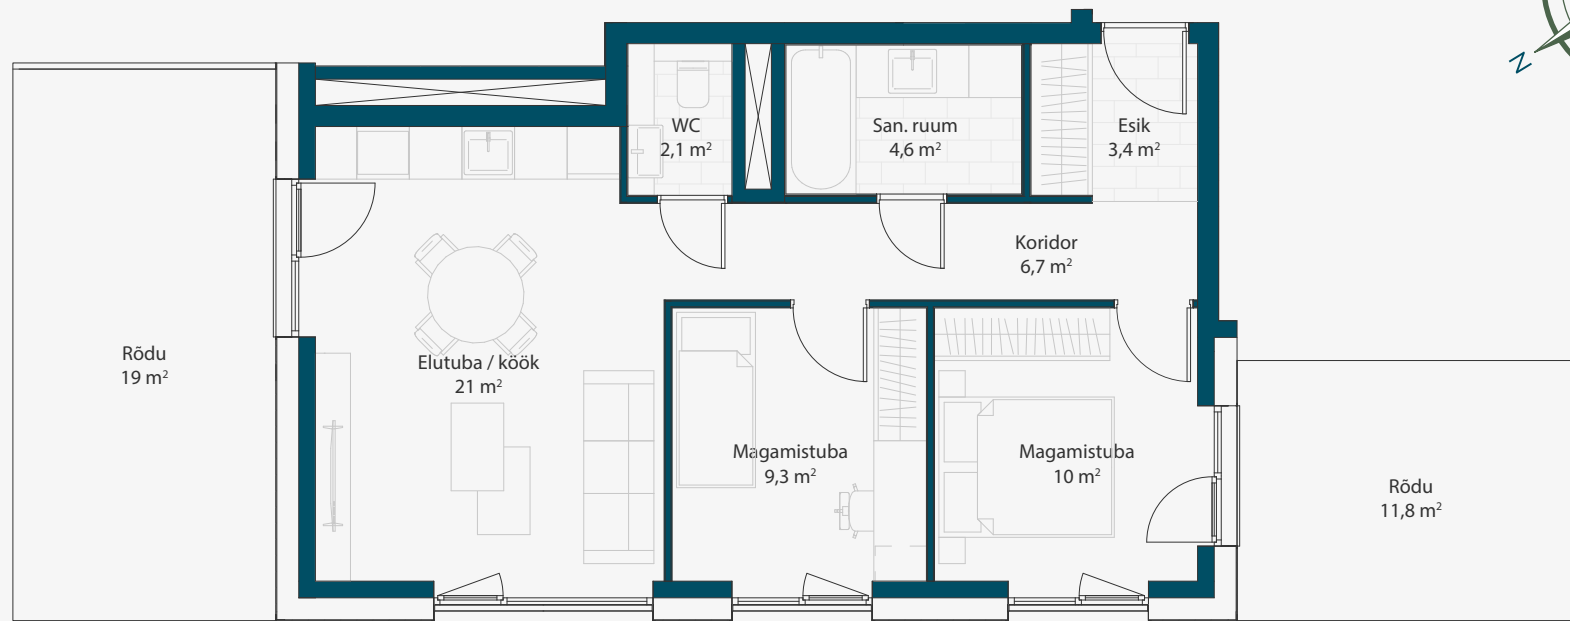 N
WC
2,1 m²
San. ruum
4,6 m²
Esik
3,4 m²
Koridor
6,7 m²
Rõdu
19 m²
Elutuba / köök
21 m²
Magamistuba
9,3 m²
Magamistuba
10 m²
Rõdu
11,8 m²